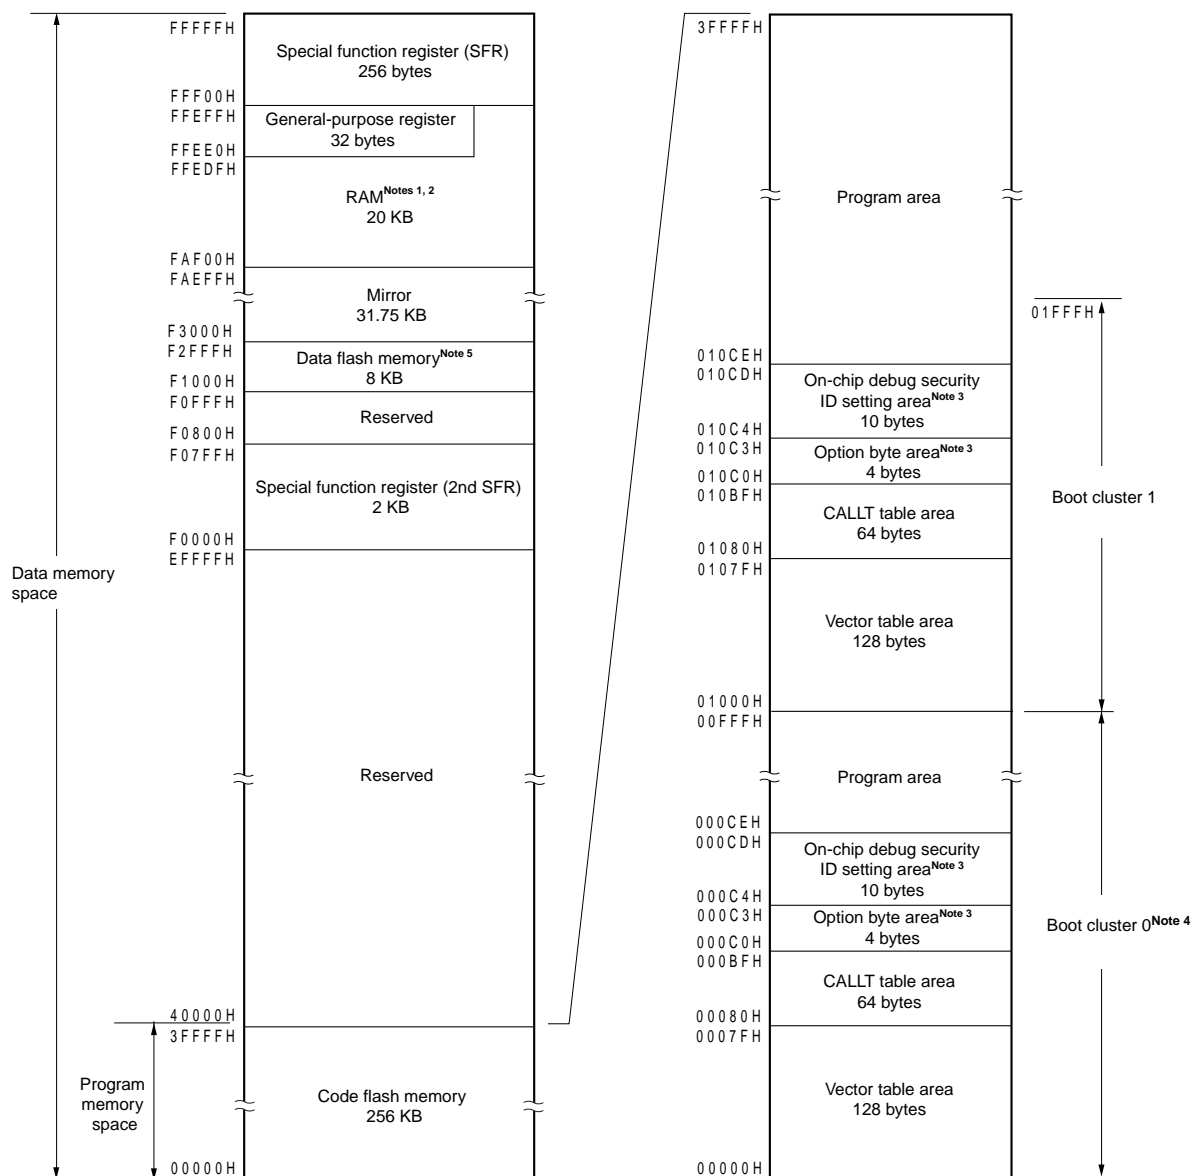 FFFFFH
Special function register (SFR)
256 bytes
FFF00H
FFEFFH
General-purpose register
32 bytes
FFEE0H
FFEDFH
RAMNotes 1, 2
20 KB
FAF00H
FAEFFH
Mirror
31.75 KB
F3000H
F2FFFH
Data flash memoryNote 5
8 KB
F1000H
F0FFFH
Reserved
F0800H
F07FFH
Special function register (2nd SFR)
2 KB
F0000H
EFFFFH
Data memory
space
Reserved
40000H
3FFFFH
Program
memory
space
Code flash memory
256 KB
00000H
3FFFFH
Program area
01FFFH
010CEH
010CDH
On-chip debug security
ID setting areaNote 3
10 bytes
010C4H
010C3H
Option byte areaNote 3
4 bytes
010C0H
010BFH
CALLT table area
64 bytes
Boot cluster 1
01080H
0107FH
Vector table area
128 bytes
01000H
00FFFH
Program area
000CEH
000CDH
On-chip debug security
ID setting areaNote 3
10 bytes
000C4H
000C3H
Option byte areaNote 3
4 bytes
Boot cluster 0Note 4
000C0H
000BFH
CALLT table area
64 bytes
00080H
0007FH
Vector table area
128 bytes
00000H